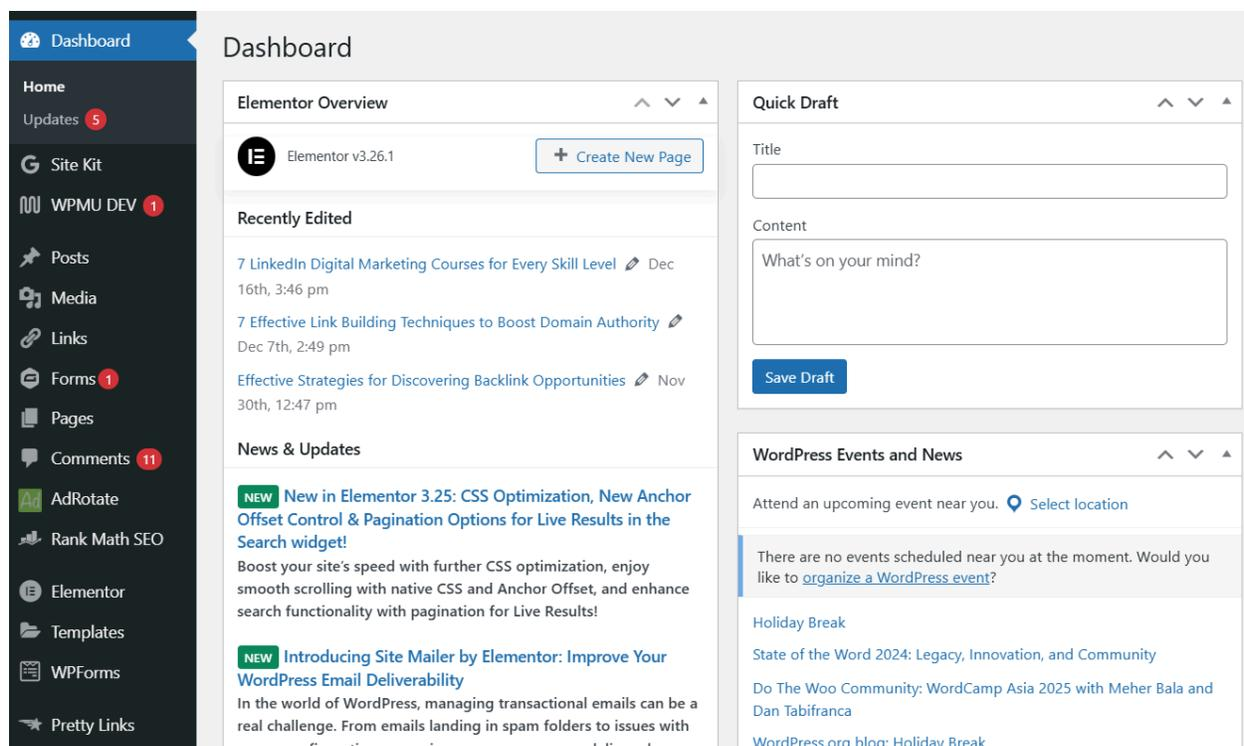 Dashboard
Home
Updates 5
Site Kit
WPMU DEV 1
Posts
Media
Links
Forms 1
Pages
Comments 11
Ad AdRotate
Rank Math SEO
Elementor
Templates
WPForms
Pretty Links
Dashboard
Elementor Overview
Elementor v3.26.1
+ Create New Page
Recently Edited
7 LinkedIn Digital Marketing Courses for Every Skill Level Dec
16th, 3:46 pm
7 Effective Link Building Techniques to Boost Domain Authority
Dec 7th, 2:49 pm
Effective Strategies for Discovering Backlink Opportunities Nov
30th, 12:47 pm
News & Updates
NEW New in Elementor 3.25: CSS Optimization, New Anchor
Offset Control & Pagination Options for Live Results in the
Search widget!
Boost your site's speed with further CSS optimization, enjoy
smooth scrolling with native CSS and Anchor Offset, and enhance
search functionality with pagination for Live Results!
NEW Introducing Site Mailer by Elementor: Improve Your
WordPress Email Deliverability
In the world of WordPress, managing transactional emails can be a
real challenge. From emails landing in spam folders to issues with
Quick Draft
Title
Content
What's on your mind?
Save Draft
WordPress Events and News
Attend an upcoming event near you. Select location
There are no events scheduled near you at the moment. Would you
like to organize a WordPress event?
Holiday Break
State of the Word 2024: Legacy, Innovation, and Community
Do The Woo Community: WordCamp Asia 2025 with Meher Bala and
Dan Tabifranca
WordPress.org blog: Holiday Break